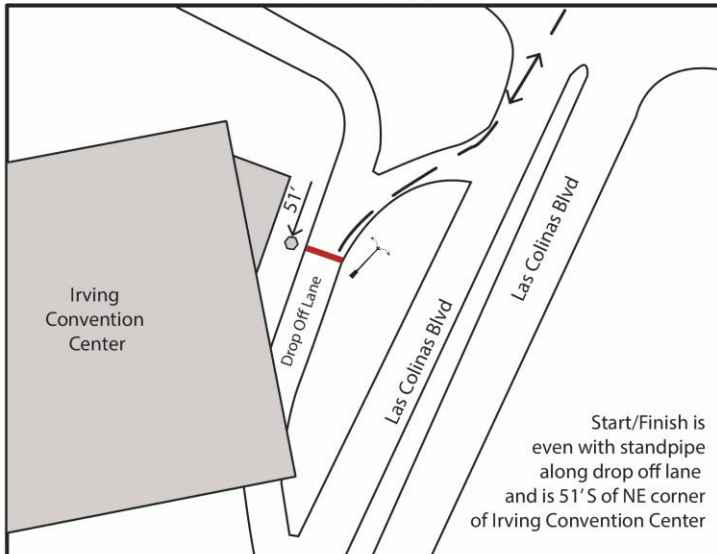 51'
Irving
Convention
Center
Drop Off Lane
Las Colinas Blvd
Las Colinas Blvd
Start/Finish is
even with standpipe
along drop off lane
and is 51' S of NE corner
of Irving Convention Center